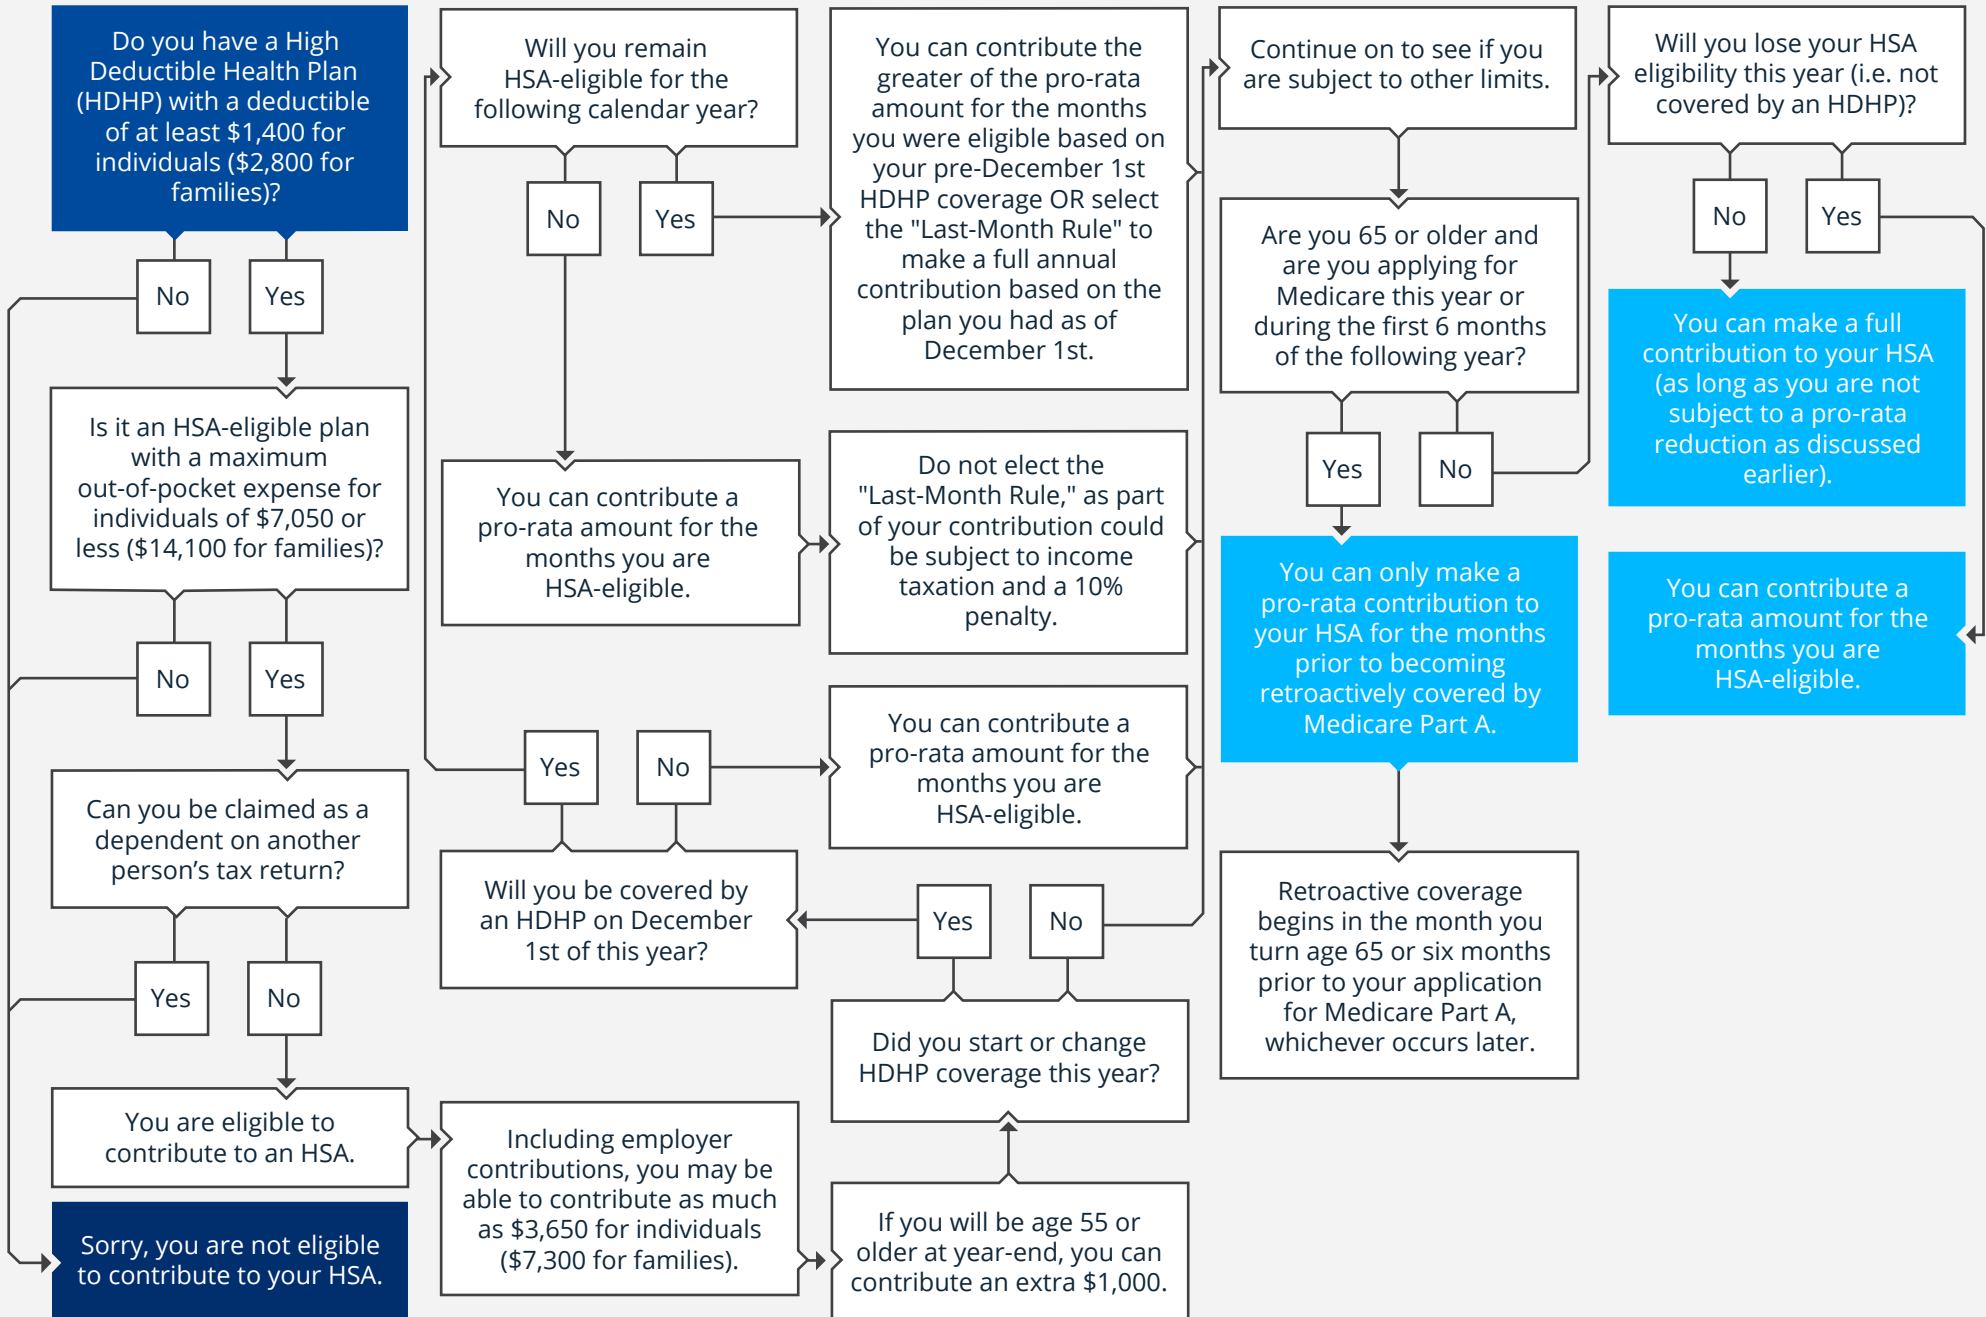 Do you have a High
Deductible Health Plan
(HDHP) with a deductible
of at least $1,400 for
individuals ($2,800 for
families)?
No
Yes
Is it an HSA-eligible plan
with a maximum
out-of-pocket expense for
individuals of $7,050 or
less ($14,100 for families)?
No
Yes
Can you be claimed as a
dependent on another
person’s tax return?
Yes
No
You are eligible to
contribute to an HSA.
Sorry, you are not eligible
to contribute to your HSA.
Including employer
contributions, you may be
able to contribute as much
as $3,650 for individuals
($7,300 for families).
If you will be age 55 or
older at year-end, you can
contribute an extra $1,000.
Did you start or change
HDHP coverage this year?
Yes
No
Will you be covered by
an HDHP on December
1st of this year?
Yes
No
You can contribute a
pro-rata amount for the
months you are
HSA-eligible.
Will you remain
HSA-eligible for the
following calendar year?
No
Yes
You can contribute a
pro-rata amount for the
months you are
HSA-eligible.
Do not elect the
"Last-Month Rule," as part
of your contribution could
be subject to income
taxation and a 10%
penalty.
You can contribute the
greater of the pro-rata
amount for the months
you were eligible based on
your pre-December 1st
HDHP coverage OR select
the "Last-Month Rule" to
make a full annual
contribution based on the
plan you had as of
December 1st.
Continue on to see if you
are subject to other limits.
Are you 65 or older and
are you applying for
Medicare this year or
during the first 6 months
of the following year?
Yes
No
You can only make a
pro-rata contribution to
your HSA for the months
prior to becoming
retroactively covered by
Medicare Part A.
Retroactive coverage
begins in the month you
turn age 65 or six months
prior to your application
for Medicare Part A,
whichever occurs later.
Will you lose your HSA
eligibility this year (i.e. not
covered by an HDHP)?
No
Yes
You can make a full
contribution to your HSA
(as long as you are not
subject to a pro-rata
reduction as discussed
earlier).
You can contribute a
pro-rata amount for the
months you are
HSA-eligible.